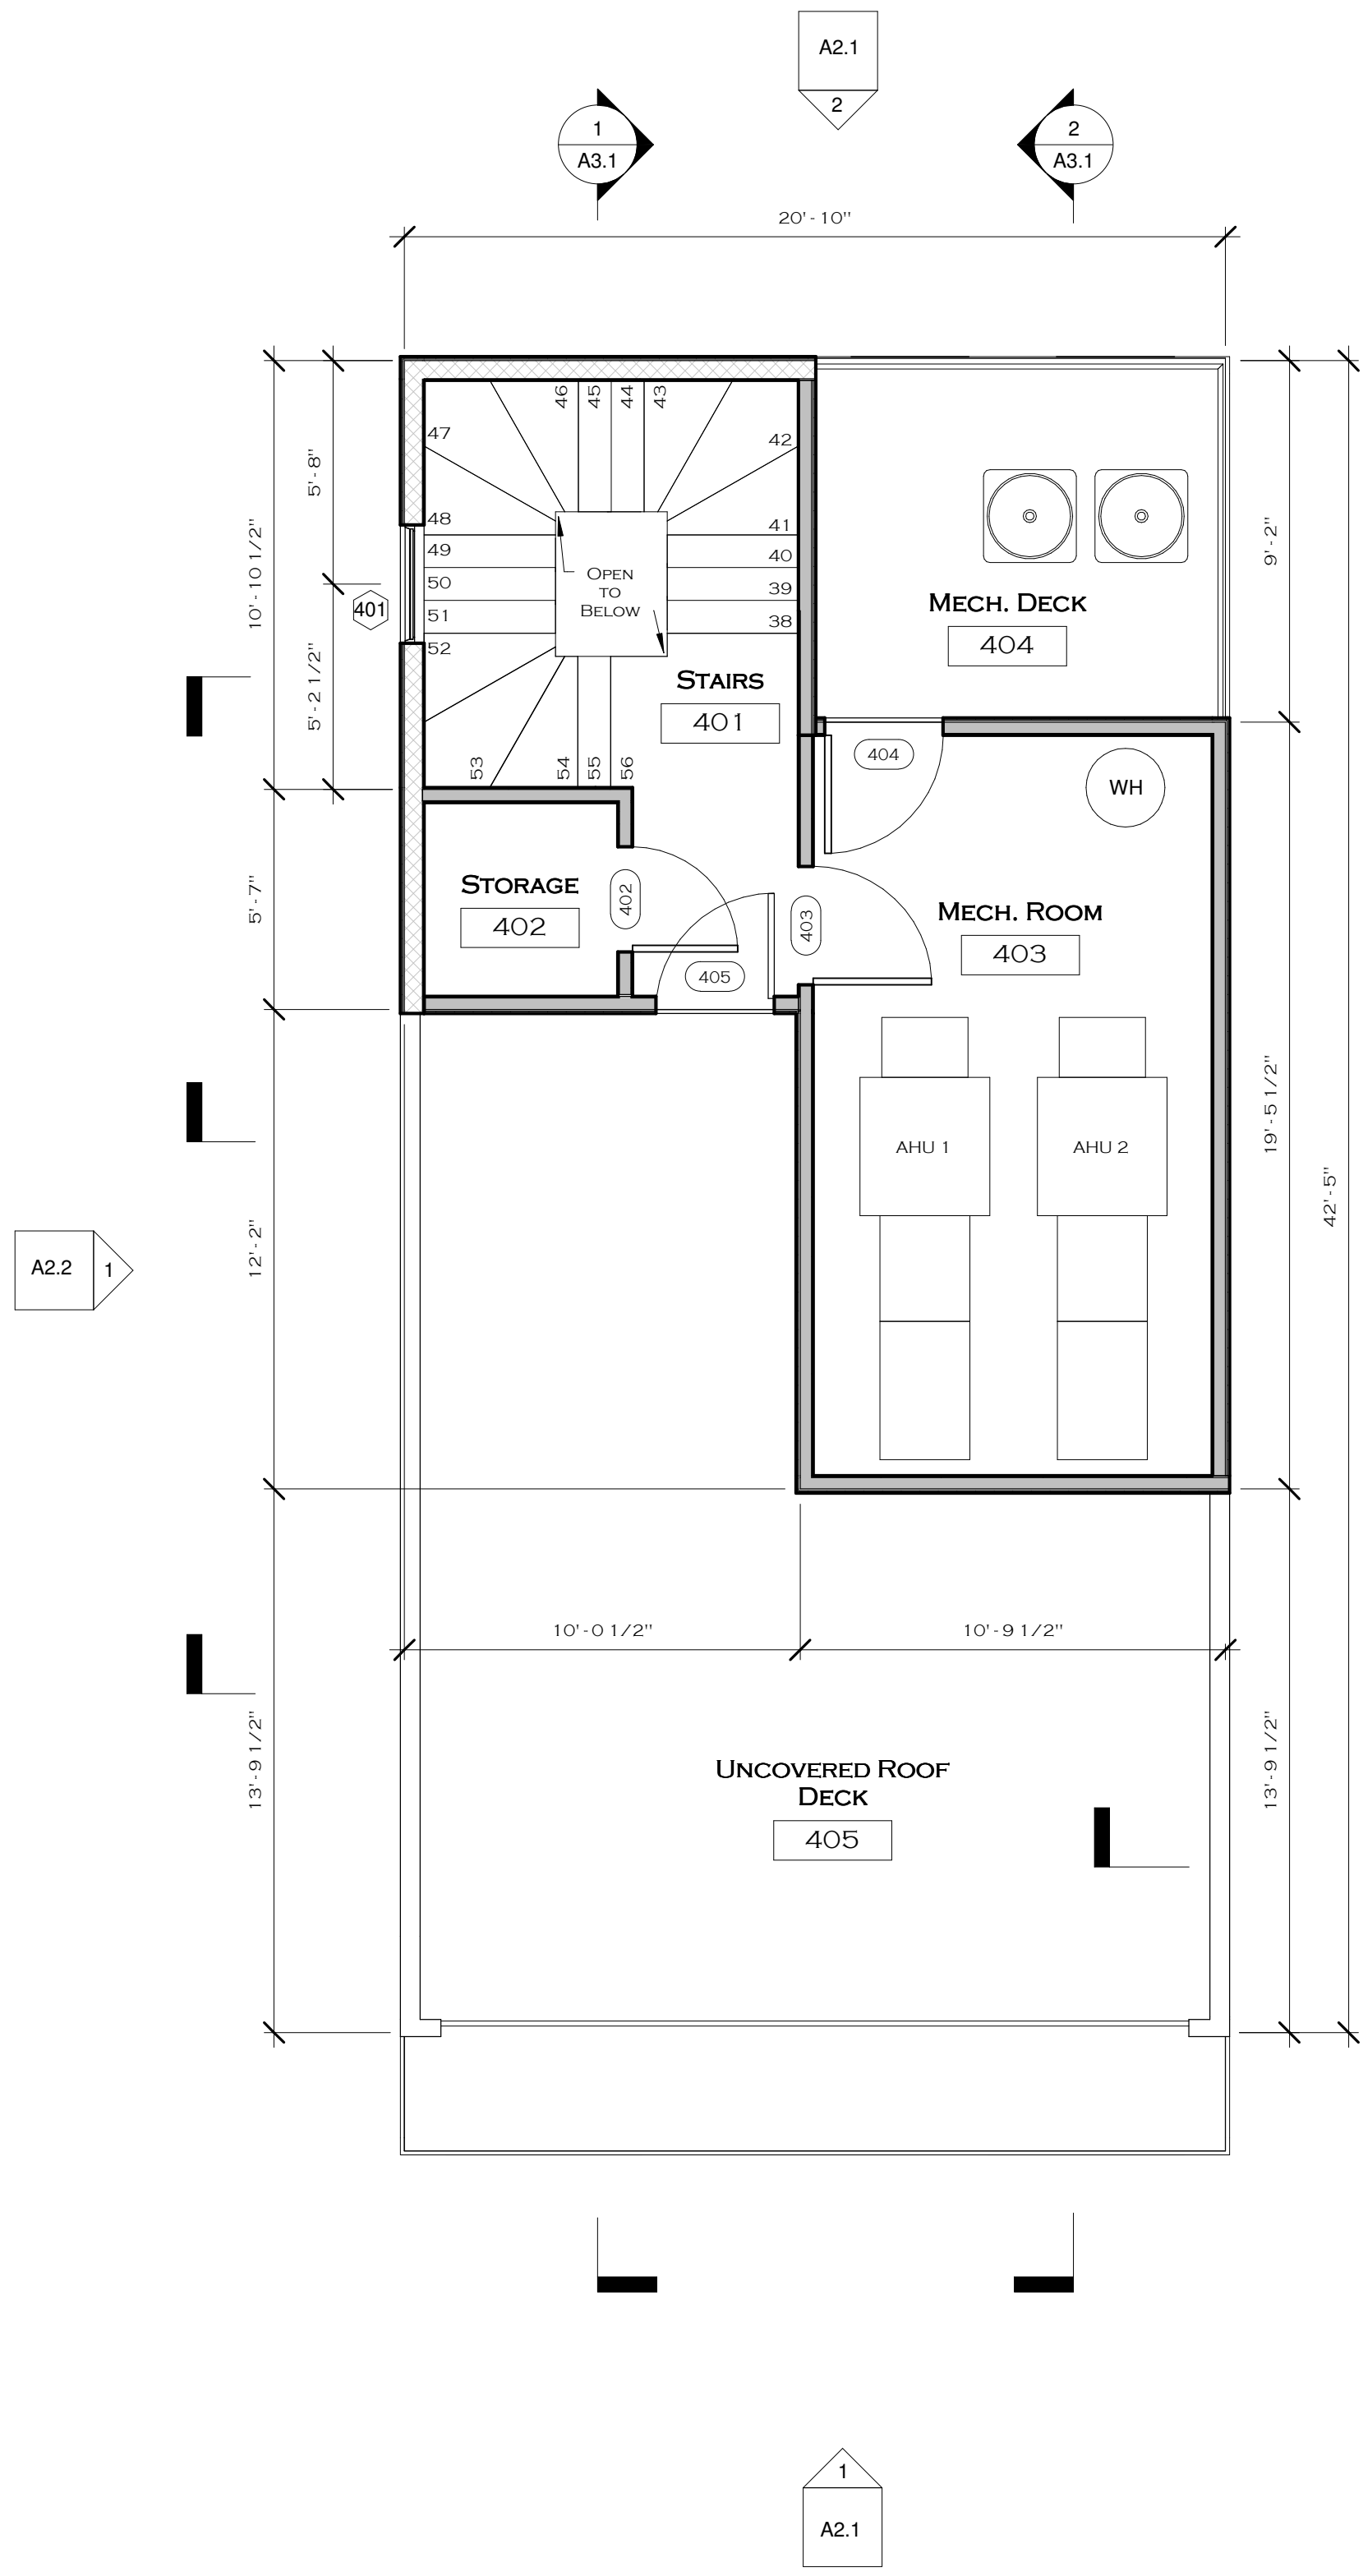 A2.1
2
1
A3.1
2
A3.1
20'-10"
5'-8"
10'-10 1/2"
5'-2 1/2"
9'-2"
46
45
44
43
47
42
48
41
49
40
50
39
51
38
52
53
54
55
56
OPEN
TO
BELOW
401
STAIRS
401
MECH. DECK
404
404
WH
STORAGE
402
402
403
405
MECH. ROOM
403
5'-7"
AHU 1
AHU 2
19'-5 1/2"
42'-5"
12'-2"
A2.2
1
10'-0 1/2"
10'-9 1/2"
13'-9 1/2"
13'-9 1/2"
UNCOVERED ROOF
DECK
405
1
A2.1